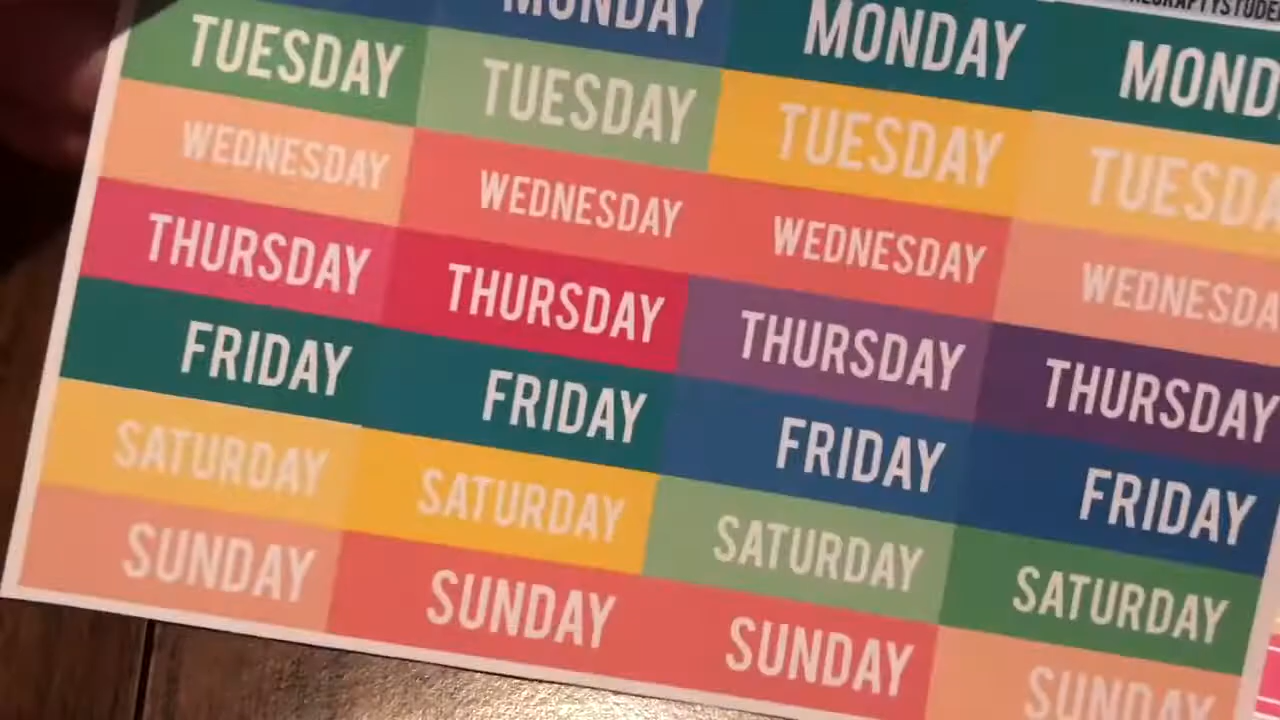 MONDAY MONDAY
TUESDAY TUESDAY TUESDAY
WEDNESDAY WEDNESDAY WEDNESDAY
THURSDAY THURSDAY THURSDAY THURSDAY
FRIDAY FRIDAY FRIDAY FRIDAY
SATURDAY SATURDAY SATURDAY SATURDAY
SUNDAY SUNDAY SUNDAY SUNDAY